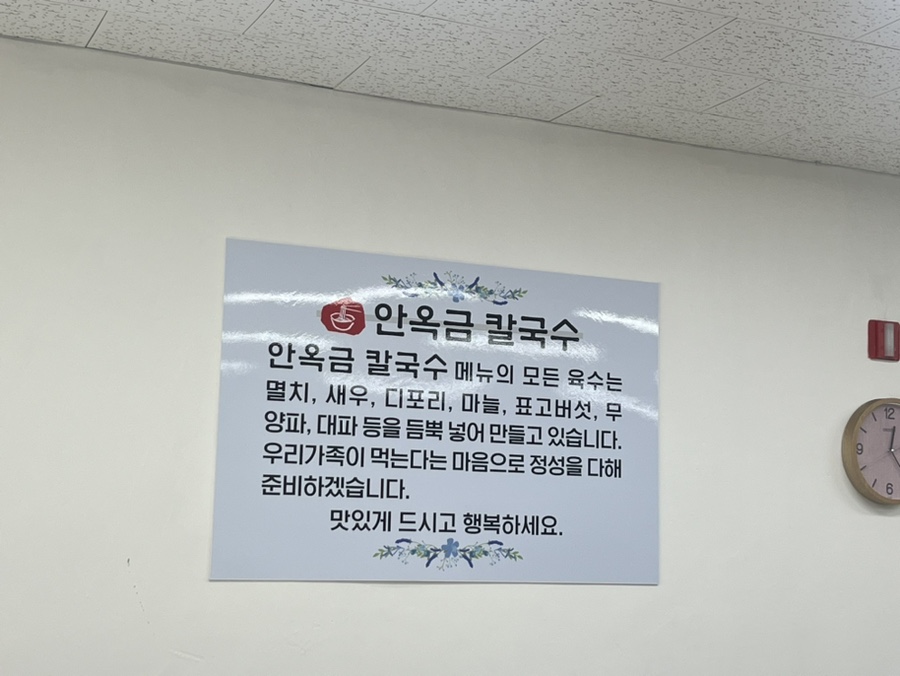 안옥금 칼국수
안옥금 칼국수 메뉴의 모든 육수는
멸치, 새우, 디포리, 마늘, 표고버섯, 무
양파, 대파 등을 듬뿍 넣어 만들고 있습니다.
우리가족이 먹는다는 마음으로 정성을 다해
준비하겠습니다.
맛있게 드시고 행복하세요.
12
9
6